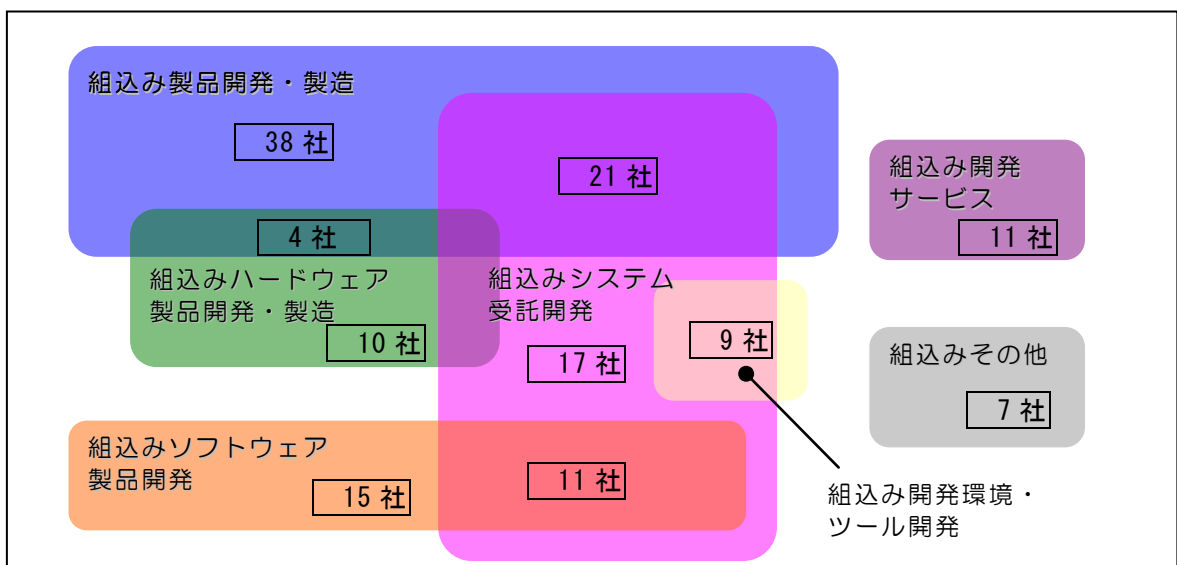 組込み製品開発・製造
38 社
21 社
組込み開発
サービス
11 社
4 社
組込みハードウェア
製品開発・製造
10 社
組込みシステム
受託開発
17 社
9 社
組込みその他
7 社
組込みソフトウェア
製品開発
15 社
11 社
組込み開発環境・
ツール開発